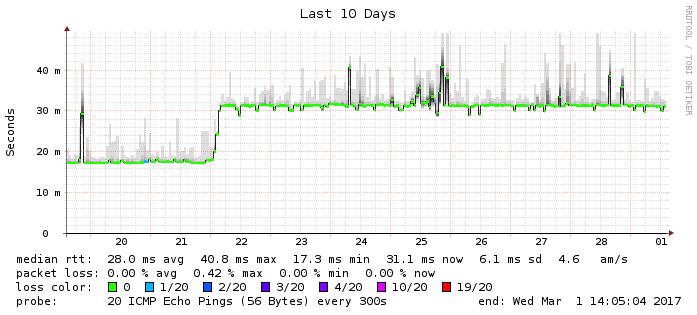 Last 10 Days
RRDTOOL / TOBI OETIKER
Seconds
40 m
30 m
20 m
10 m
0
20 21 22 23 24 25 26 27 28 01
median rtt: 28.0 ms avg 40.8 ms max 17.3 ms min 31.1 ms now 6.1 ms sd 4.6 am/s
packet loss: 0.00 % avg 0.42 % max 0.00 % min 0.00 % now
loss color: 0 1/20 2/20 3/20 4/20 10/20 19/20
probe: 20 ICMP Echo Pings (56 Bytes) every 300s end: Wed Mar 1 14:05:04 2017